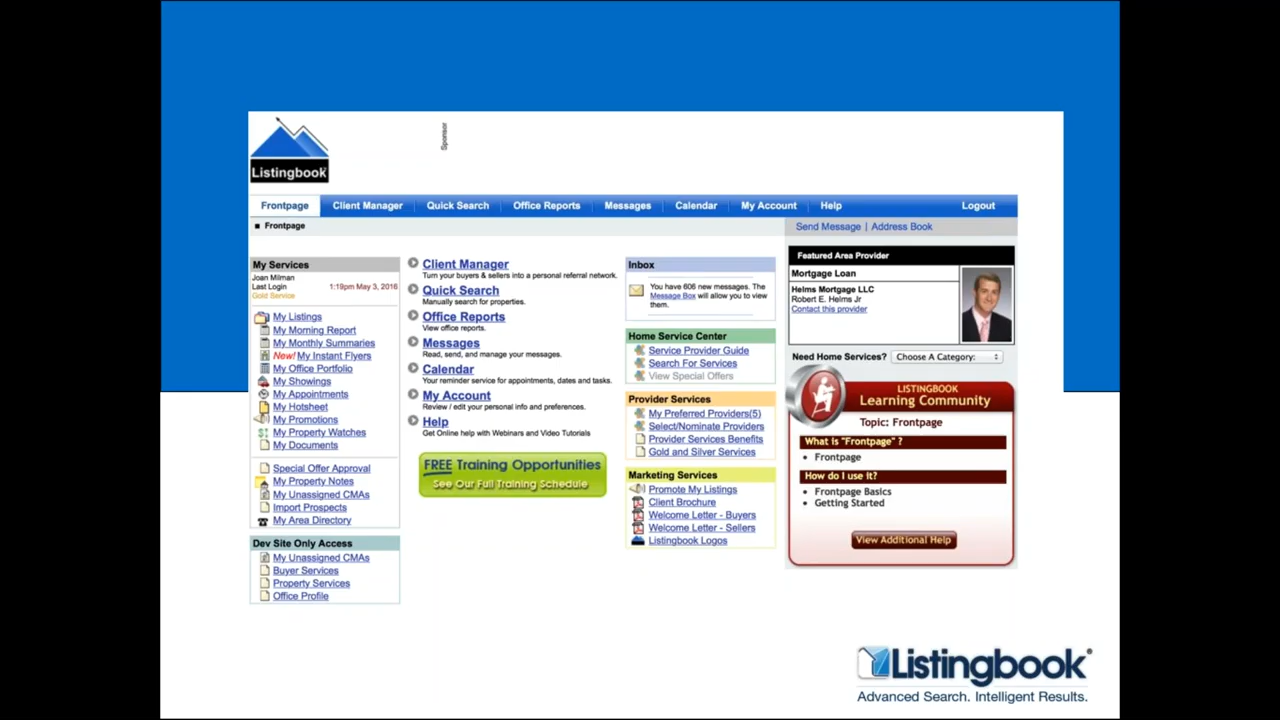 Listingbook
Sponsor
Frontpage Client Manager Quick Search Office Reports Messages Calendar My Account Help Logout
Frontpage
Send Message | Address Book
My Services
Joan Milman
Last Login 1:19pm May 3, 2016
Gold Service
My Listings
My Morning Report
My Monthly Summaries
New! My Instant Flyers
My Office Portfolio
My Showings
My Appointments
My Hotsheet
My Promotions
My Property Watches
My Documents
Special Offer Approval
My Property Notes
My Unassigned CMAs
Import Prospects
My Area Directory
Dev Site Only Access
My Unassigned CMAs
Buyer Services
Property Services
Office Profile
Client Manager
Turn your buyers & sellers into a personal referral network.
Quick Search
Manually search for properties.
Office Reports
View office reports.
Messages
Read, send, and manage your messages.
Calendar
Your reminder service for appointments, dates and tasks.
My Account
Review / edit your personal info and preferences.
Help
Get Online help with Webinars and Video Tutorials
FREE Training Opportunities
See Our Full Training Schedule
Inbox
You have 606 new messages. The
Message Box will allow you to view
them.
Home Service Center
Service Provider Guide
Search For Services
View Special Offers
Provider Services
My Preferred Providers(5)
Select/Nominate Providers
Provider Services Benefits
Gold and Silver Services
Marketing Services
Promote My Listings
Client Brochure
Welcome Letter - Buyers
Welcome Letter - Sellers
Listingbook Logos
Featured Area Provider
Mortgage Loan
Helms Mortgage LLC
Robert E. Helms Jr
Contact this provider
Need Home Services? Choose A Category:
LISTINGBOOK
Learning Community
Topic: Frontpage
What is "Frontpage" ?
Frontpage
How do I use it?
Frontpage Basics
Getting Started
View Additional Help
Listingbook®
Advanced Search. Intelligent Results.